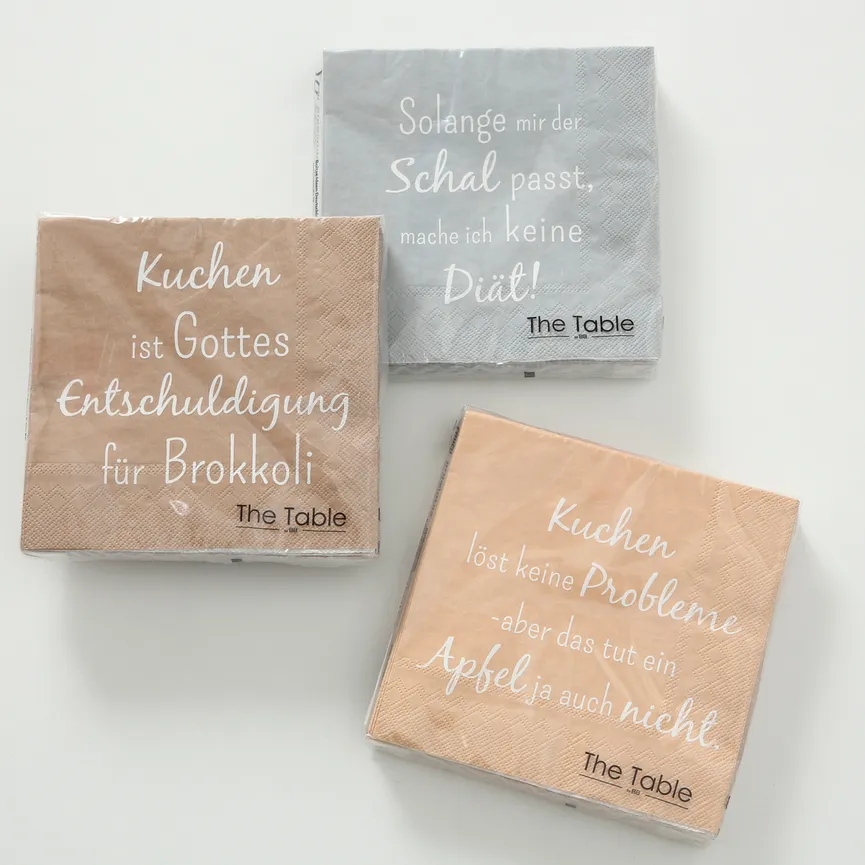 Solange mir der
Schal passt,
mache ich keine
Diät!
The Table
Kuchen
ist Gottes
Entschuldigung
für Brokkoli
The Table
Kuchen
löst keine Probleme
-aber das tut ein
Apfel ja auch nicht.
The Table